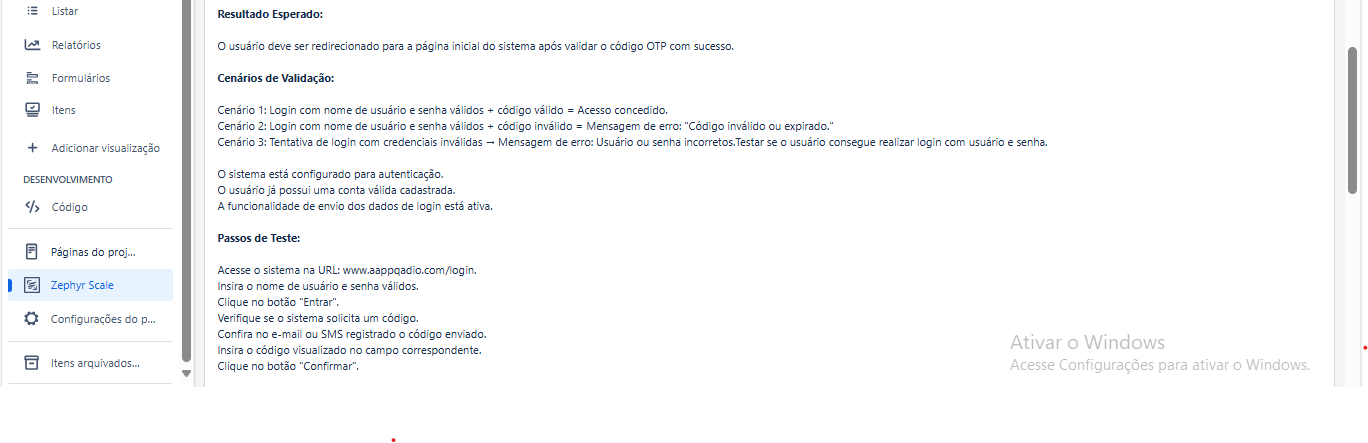 Listar
Relatórios
Formulários
Itens
Adicionar visualização
DESENVOLVIMENTO
Código
Páginas do proj...
Zephyr Scale
Configurações do p...
Itens arquivados...
Resultado Esperado:
O usuário deve ser redirecionado para a página inicial do sistema após validar o código OTP com sucesso.
Cenários de Validação:
Cenário 1: Login com nome de usuário e senha válidos + código válido = Acesso concedido.
Cenário 2: Login com nome de usuário e senha válidos + código inválido = Mensagem de erro: "Código inválido ou expirado."
Cenário 3: Tentativa de login com credenciais inválidas → Mensagem de erro: Usuário ou senha incorretos.Testar se o usuário consegue realizar login com usuário e senha.
O sistema está configurado para autenticação.
O usuário já possui uma conta válida cadastrada.
A funcionalidade de envio dos dados de login está ativa.
Passos de Teste:
Acesse o sistema na URL: www.aappqadio.com/login.
Insira o nome de usuário e senha válidos.
Clique no botão "Entrar".
Verifique se o sistema solicita um código.
Confira no e-mail ou SMS registrado o código enviado.
Insira o código visualizado no campo correspondente.
Clique no botão "Confirmar".
Ativar o Windows
Acesse Configurações para ativar o Windows.